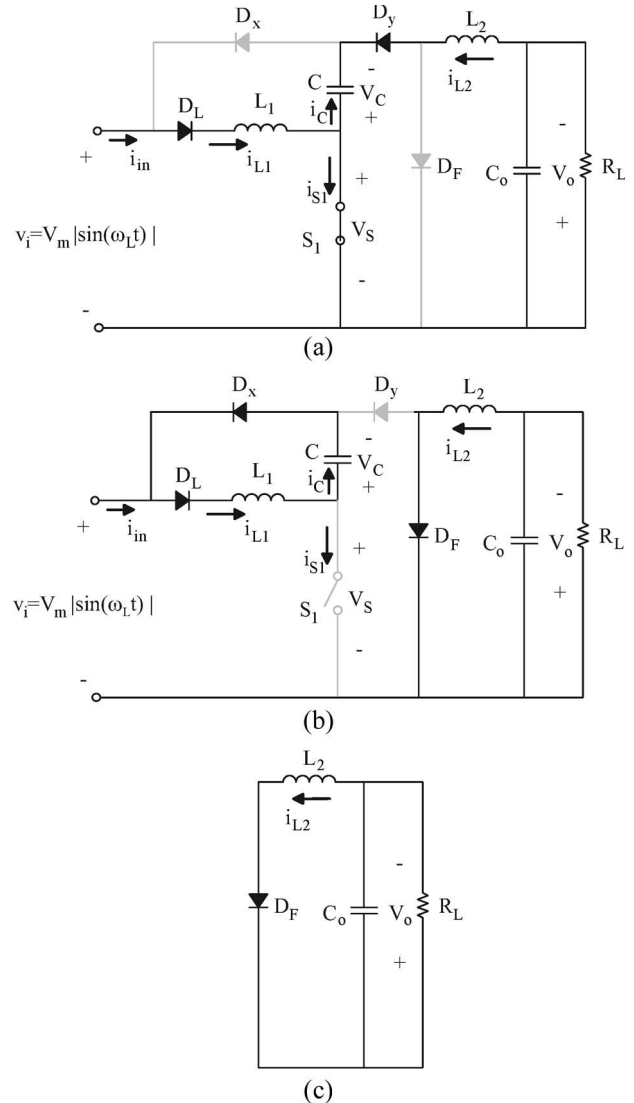 Dx
Dy
L2
iL2
C
VC
iC
-
+
DL
L1
+
iin
iL1
iS1
+
VS
S1
-
DF
Co
-
Vo
+
RL
vi=Vm|sin(ωLt)|
-
(a)
Dx
Dy
L2
iL2
C
VC
iC
-
+
DL
L1
+
iin
iL1
iS1
+
VS
S1
-
DF
Co
-
Vo
+
RL
vi=Vm|sin(ωLt)|
-
(b)
L2
iL2
DF
Co
-
Vo
+
RL
(c)